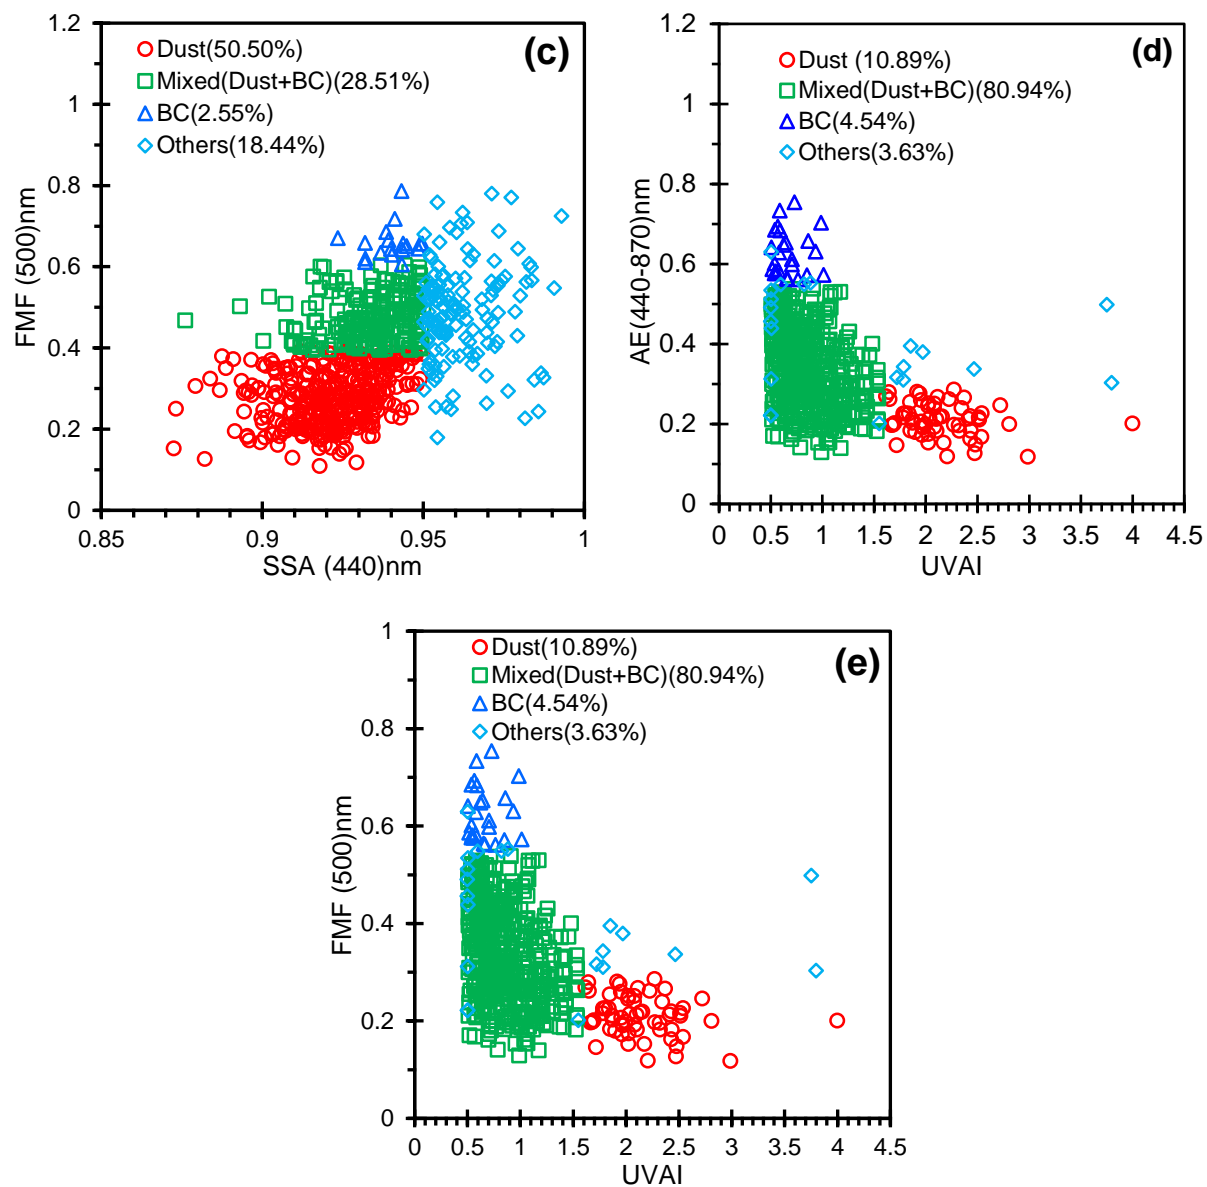 (c)
Dust(50.50%)
Mixed(Dust+BC)(28.51%)
BC(2.55%)
Others(18.44%)
1.2
1
0.8
0.6
0.4
0.2
0
FMF (500)nm
0.85
0.9
0.95
1
SSA (440)nm
(d)
Dust (10.89%)
Mixed(Dust+BC)(80.94%)
BC(4.54%)
Others(3.63%)
1.2
1
0.8
0.6
0.4
0.2
0
AE(440-870)nm
0
0.5
1
1.5
2
2.5
3
3.5
4
4.5
UVAI
(e)
Dust(10.89%)
Mixed(Dust+BC)(80.94%)
BC(4.54%)
Others(3.63%)
1
0.8
0.6
0.4
0.2
0
FMF (500)nm
0
0.5
1
1.5
2
2.5
3
3.5
4
4.5
UVAI